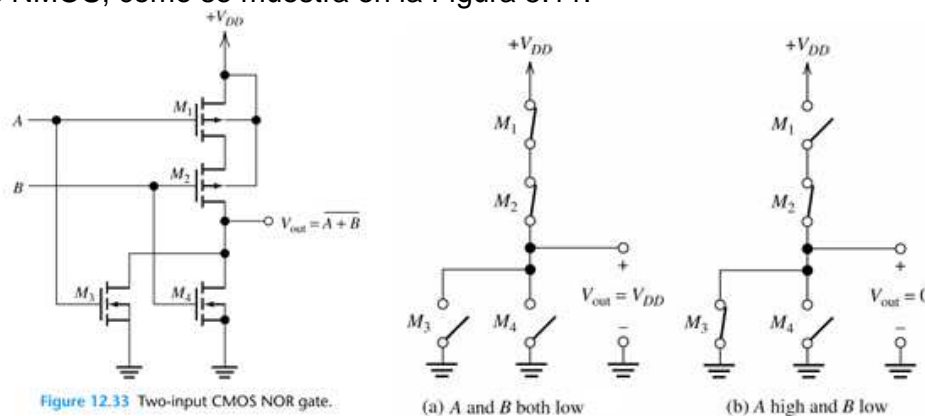 NMOS, como se muestra en la Figura
+V_DD
M_1
A
M_2
B
V_out = \overline{A + B}
M_3
M_4
Figure 12.33 Two-input CMOS NOR gate.
+V_DD
M_1
M_2
+
V_out = V_DD
M_3
M_4
−
(a) A and B both low
+V_DD
M_1
M_2
+
V_out = 0
M_3
M_4
−
(b) A high and B low